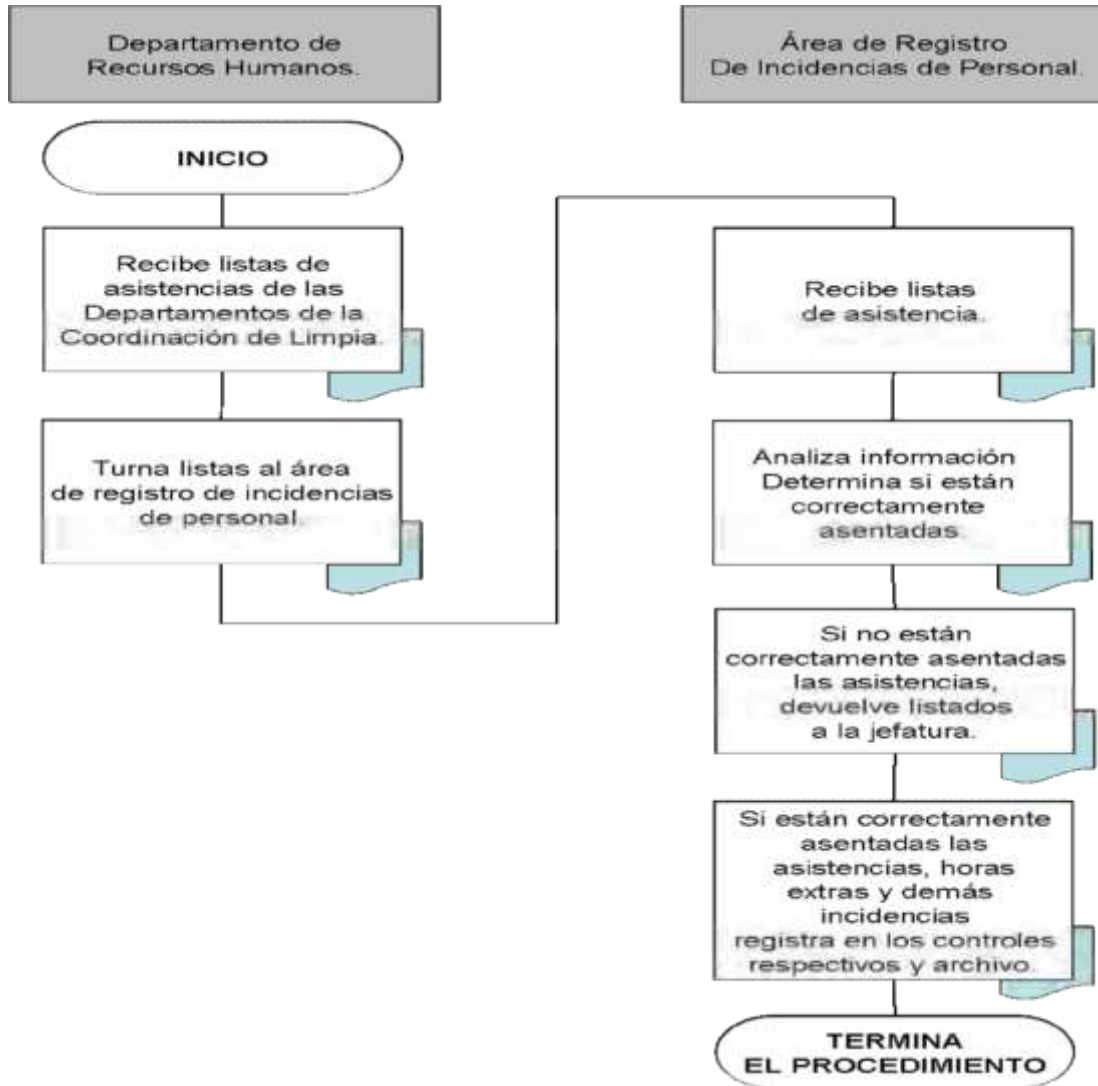 Departamento de
Recursos Humanos.
Área de Registro
De Incidencias de Personal.
INICIO
Recibe listas de
asistencias de las
Departamentos de la
Coordinación de Limpia.
Turna listas al área
de registro de incidencias
de personal.
Recibe listas
de asistencia.
Analiza información
Determina si están
correctamente
asentadas.
Si no están
correctamente asentadas
las asistencias,
devuelve listados
a la jefatura.
Si están correctamente
asentadas las
asistencias, horas
extras y demás
incidencias
registra en los controles
respectivos y archivo.
TERMINA
EL PROCEDIMIENTO